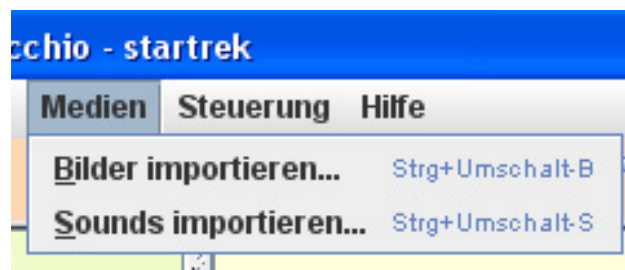 cchio - startrek
Medien Steuerung Hilfe
Bilder importieren... Strg+Umschalt-B
Sounds importieren... Strg+Umschalt-S